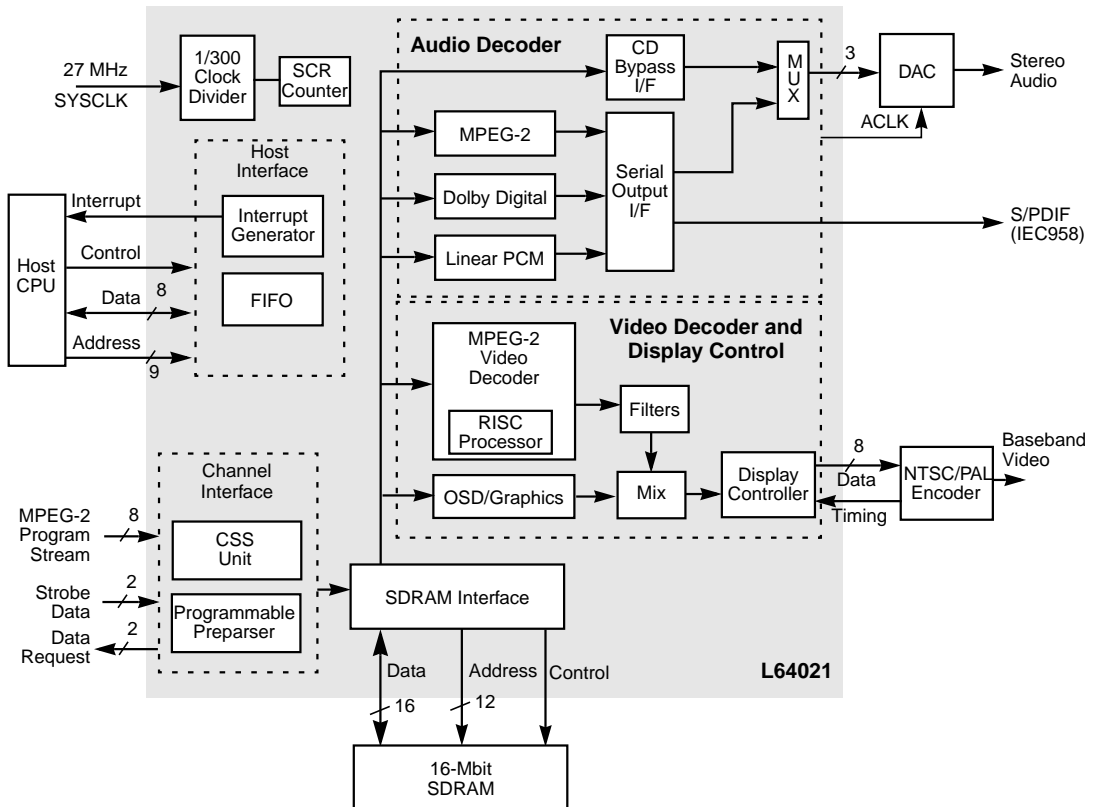 27 MHz
SYSCLK
1/300
Clock
Divider
SCR
Counter
Audio Decoder
CD
Bypass
I/F
MUX
3
DAC
Stereo
Audio
ACLK
MPEG-2
Dolby Digital
Linear PCM
Serial
Output
I/F
S/PDIF
(IEC958)
Host
Interface
Interrupt
Generator
FIFO
Host
CPU
Interrupt
Control
Data
8
Address
9
Video Decoder and
Display Control
MPEG-2
Video
Decoder
RISC
Processor
Filters
OSD/Graphics
Mix
Display
Controller
8
Data
Timing
NTSC/PAL
Encoder
Baseband
Video
Channel
Interface
CSS
Unit
Programmable
Preparser
MPEG-2
Program
Stream
8
Strobe
Data
2
Data
Request
2
SDRAM Interface
Data
16
Address
12
Control
L64021
16-Mbit
SDRAM